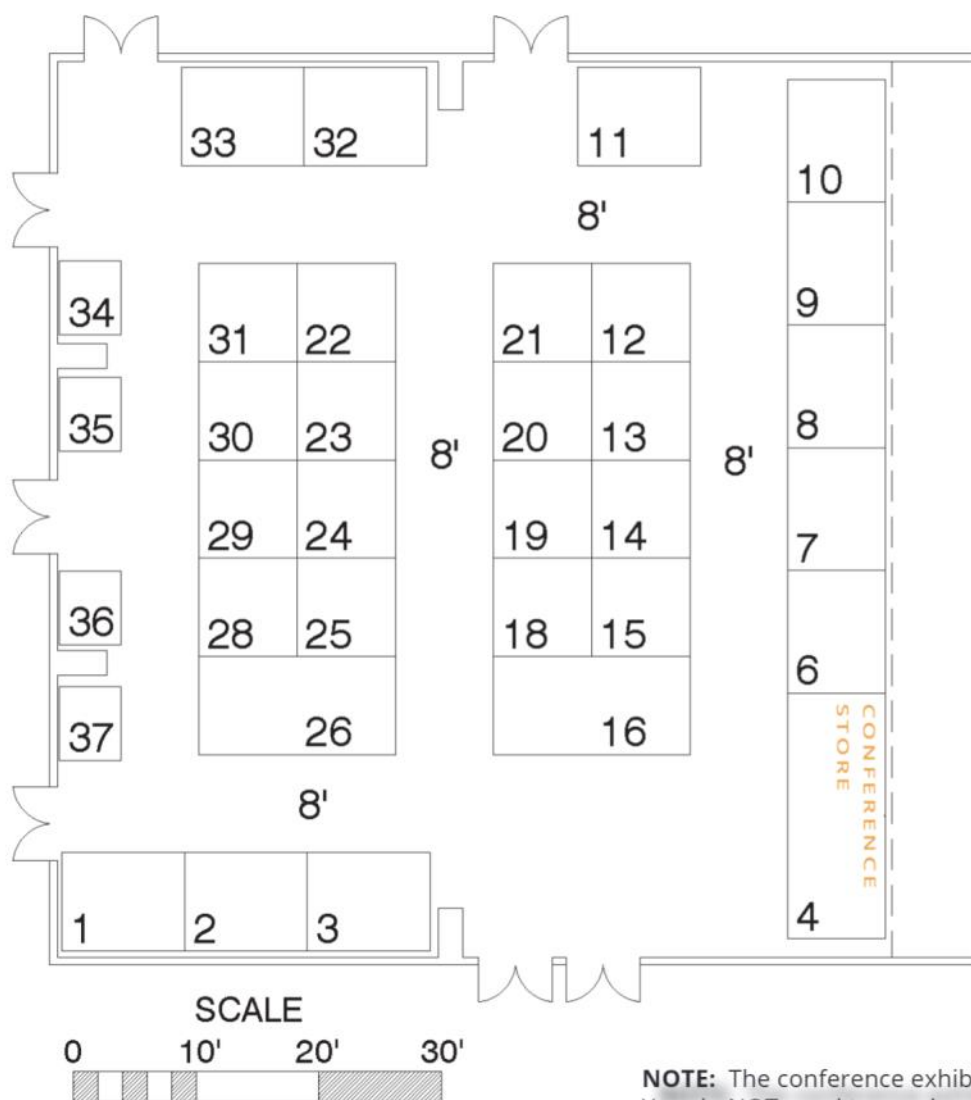 33 32 11
10
8'
34 9
31 22 21 12
35 30 23 20 13 8
8' 8'
29 24 19 14
7
36 28 25 18 15
6
37 26 16
CONFERENCE
STORE
8'
1 2 3 4
SCALE
0 10' 20' 30'
NOTE: The conference exhib